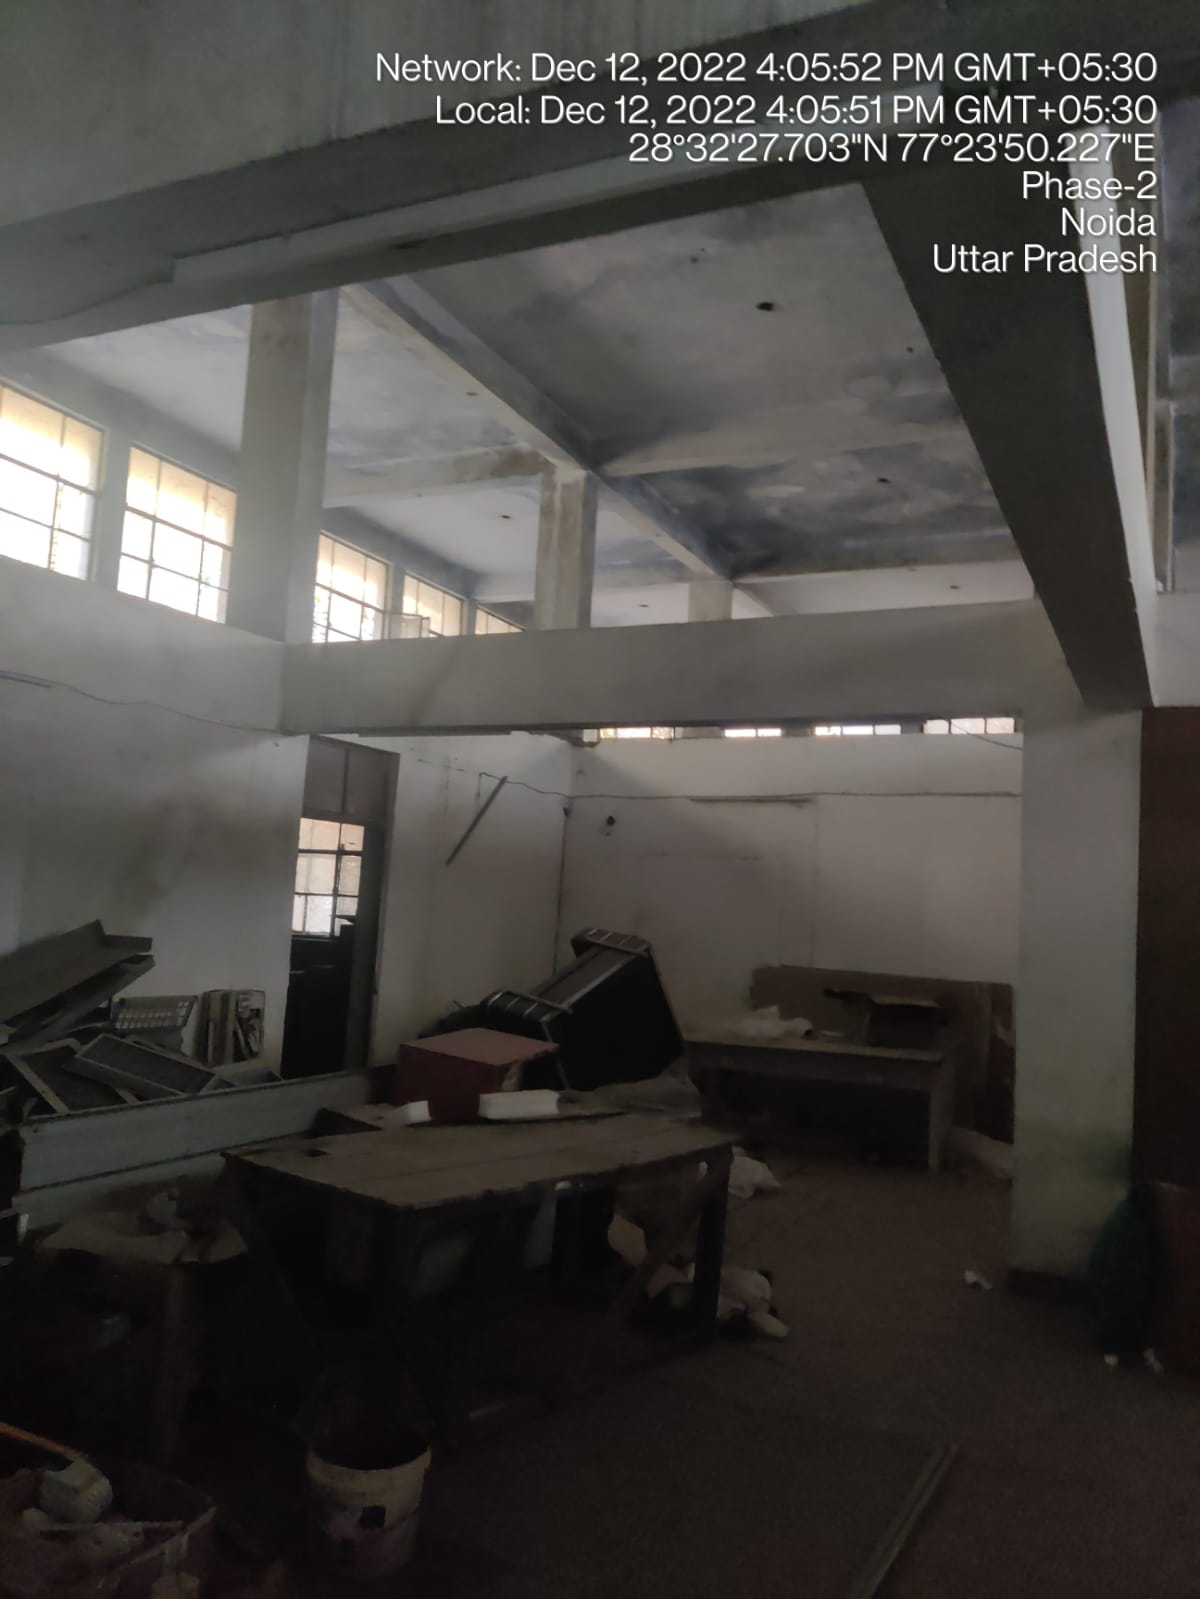 Network: Dec 12, 2022 4:05:52 PM GMT+05:30
Local: Dec 12, 2022 4:05:51 PM GMT+05:30
28°32'27.703"N 77°23'50.227"E
Phase-2
Noida
Uttar Pradesh